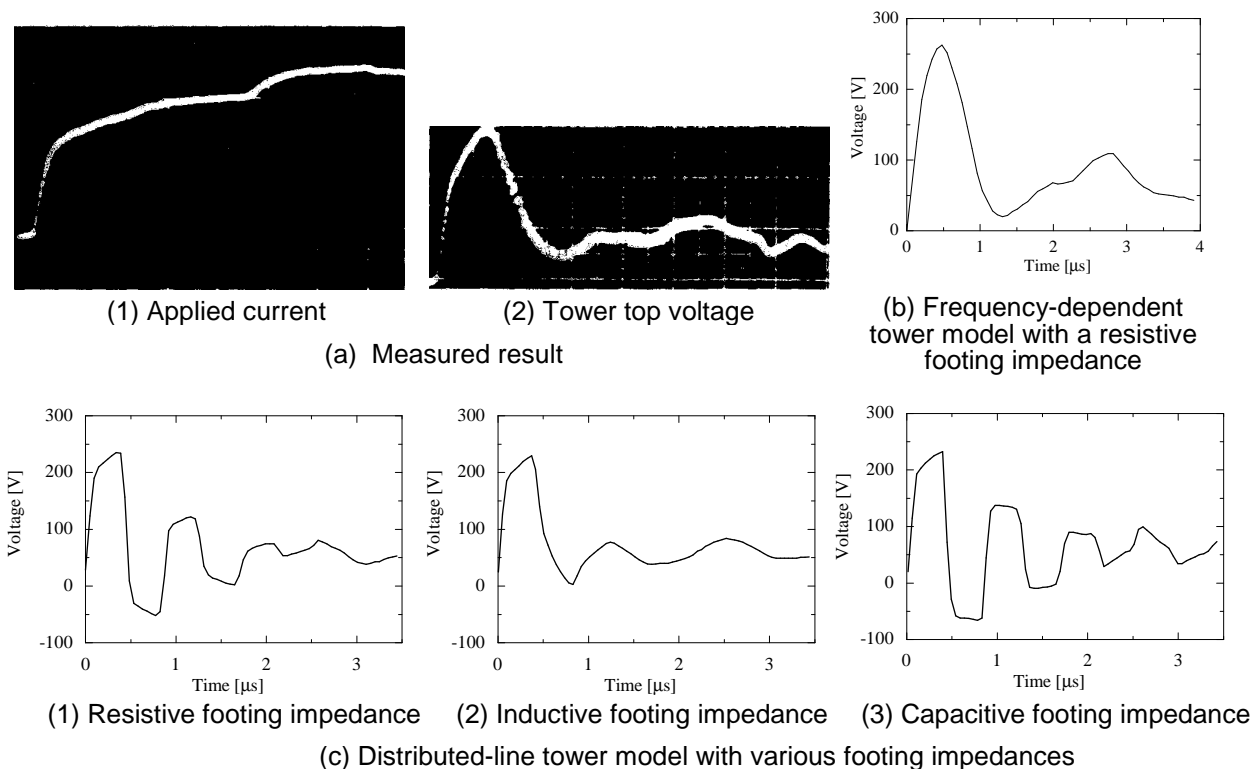 300
200
100
0
Voltage [V]
0 1 2 3 4
Time [μs]
(1) Applied current
(2) Tower top voltage
(a) Measured result
(b) Frequency-dependent
tower model with a resistive
footing impedance
300
200
100
0
-100
Voltage [V]
0 1 2 3
Time [μs]
(1) Resistive footing impedance
300
200
100
0
-100
Voltage [V]
0 1 2 3
Time [μs]
(2) Inductive footing impedance
300
200
100
0
-100
Voltage [V]
0 1 2 3
Time [μs]
(3) Capacitive footing impedance
(c) Distributed-line tower model with various footing impedances